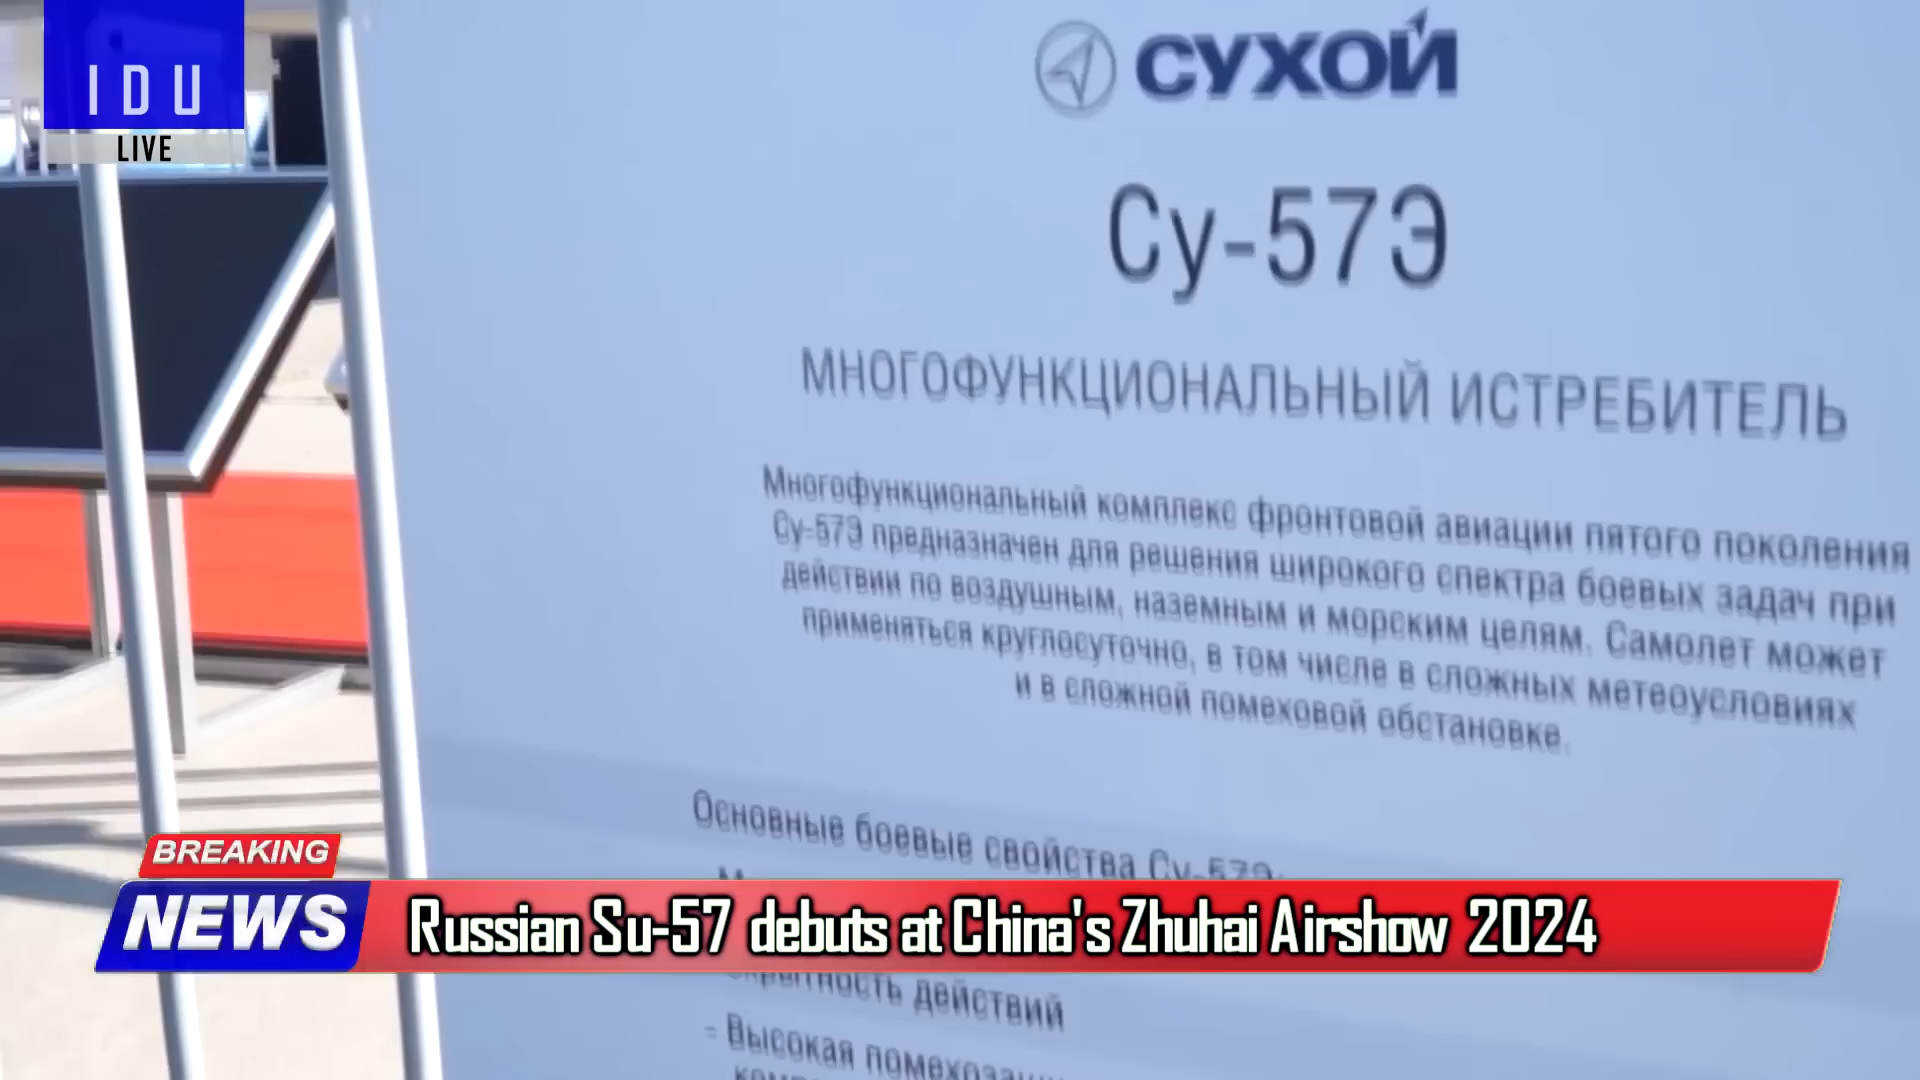 IDU
LIVE
СУХОЙ
Су-57Э
МНОГОФУНКЦИОНАЛЬНЫЙ ИСТРЕБИТЕЛЬ
Многофункциональный комплекс фронтовой авиации пятого поколения
Су-57Э предназначен для решения широкого спектра боевых задач при
действии по воздушным, наземным и морским целям. Самолет может
применяться круглосуточно, в том числе в сложных метеоусловиях
и в сложной помеховой обстановке.
Основные боевые свойства Су-57Э:
BREAKING
NEWS
Russian Su-57 debuts at China's Zhuhai Airshow 2024
действий
- Высокая